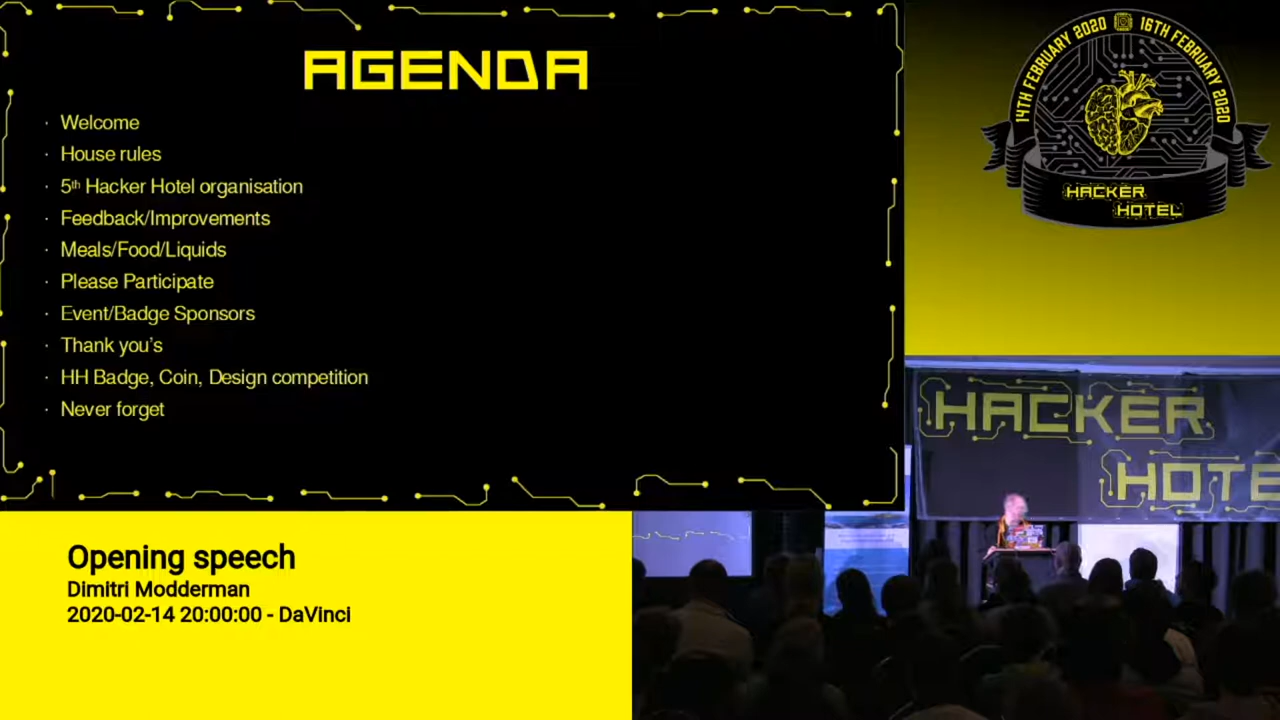 AGENDA
· Welcome
· House rules
· 5th Hacker Hotel organisation
· Feedback/Improvements
· Meals/Food/Liquids
· Please Participate
· Event/Badge Sponsors
· Thank you's
· HH Badge, Coin, Design competition
· Never forget
14TH FEBRUARY 2020 16TH FEBRUARY 2020
HACKER
HOTEL
HACKER
HOTE
Opening speech
Dimitri Modderman
2020-02-14 20:00:00 - DaVinci